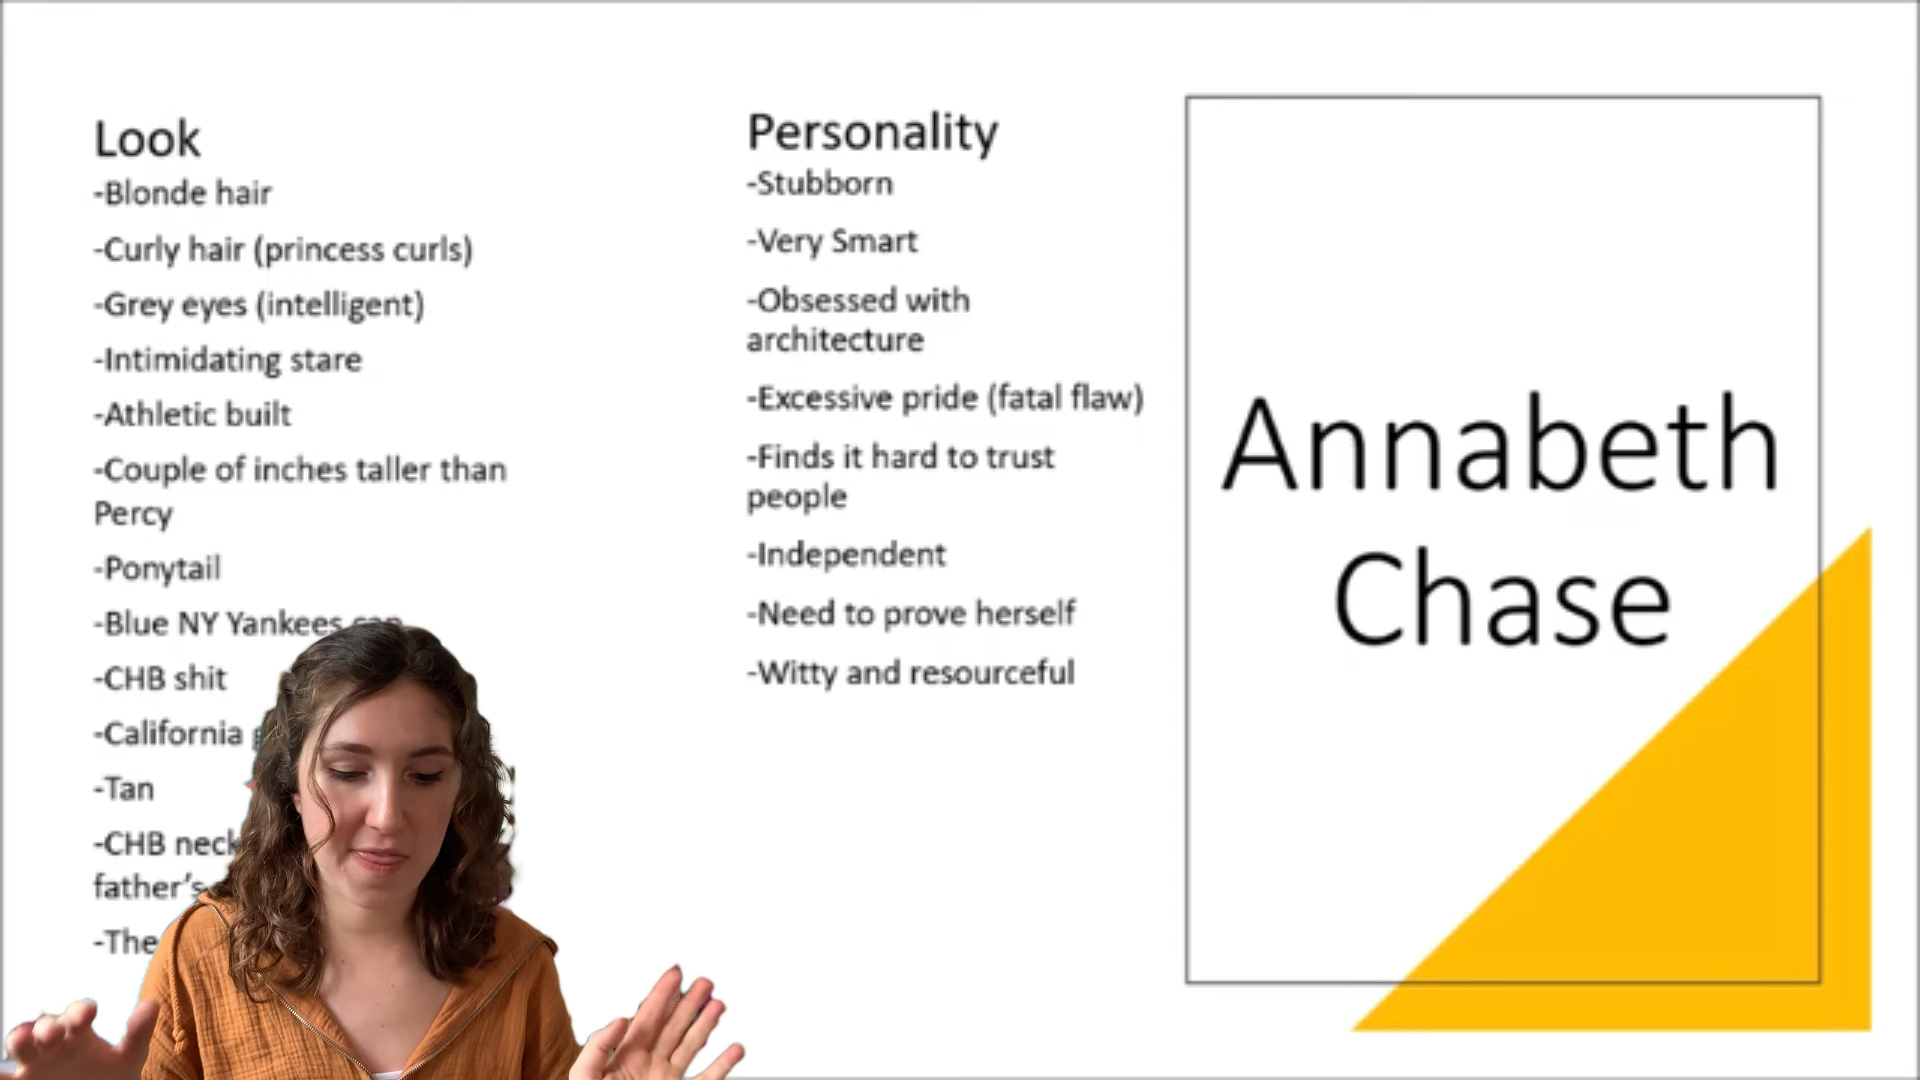 Look
-Blonde hair
-Curly hair (princess curls)
-Grey eyes (intelligent)
-Intimidating stare
-Athletic built
-Couple of inches taller than
Percy
-Ponytail
-Blue NY Yankees cap
-CHB shit
-California
-Tan
-CHB
father's
-The
Personality
-Stubborn
-Very Smart
-Obsessed with
architecture
-Excessive pride (fatal flaw)
-Finds it hard to trust
people
-Independent
-Need to prove herself
-Witty and resourceful
Annabeth
Chase